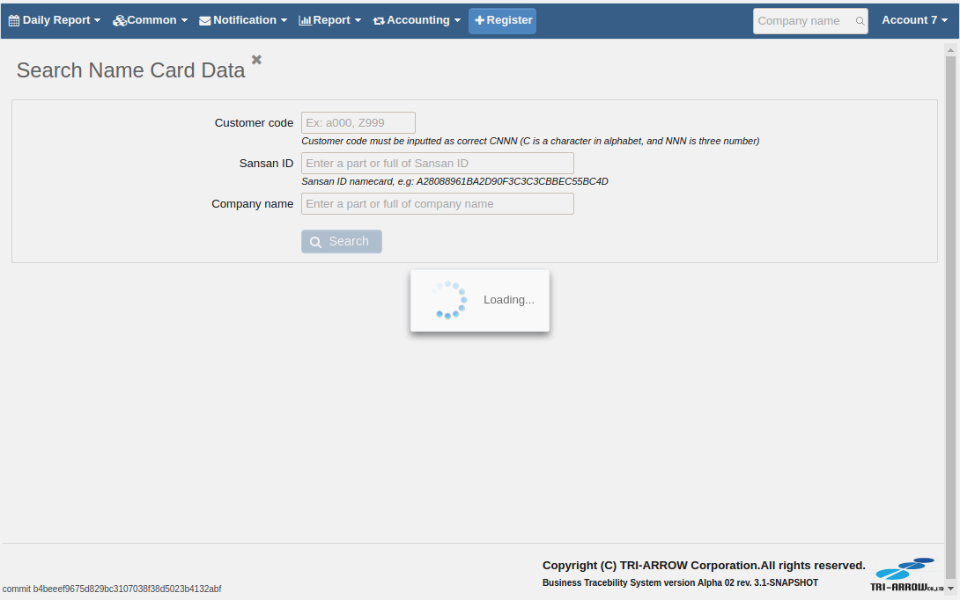 Daily Report Common Notification Report Accounting Register Company name Account 7
Search Name Card Data
Customer code Ex: a000, Z999
Customer code must be inputted as correct CNNN (C is a character in alphabet, and NNN is three number)
Sansan ID Enter a part or full of Sansan ID
Sansan ID namecard, e.g: A28088961BA2D90F3C3C3CBBEC55BC4D
Company name Enter a part or full of company name
Search
Loading...
Copyright (C) TRI-ARROW Corporation.All rights reserved.
Business Tracebility System version Alpha 02 rev. 3.1-SNAPSHOT
TRI-ARROW
commit b4beeef9675d829bc3107038f38d5023b4132abf